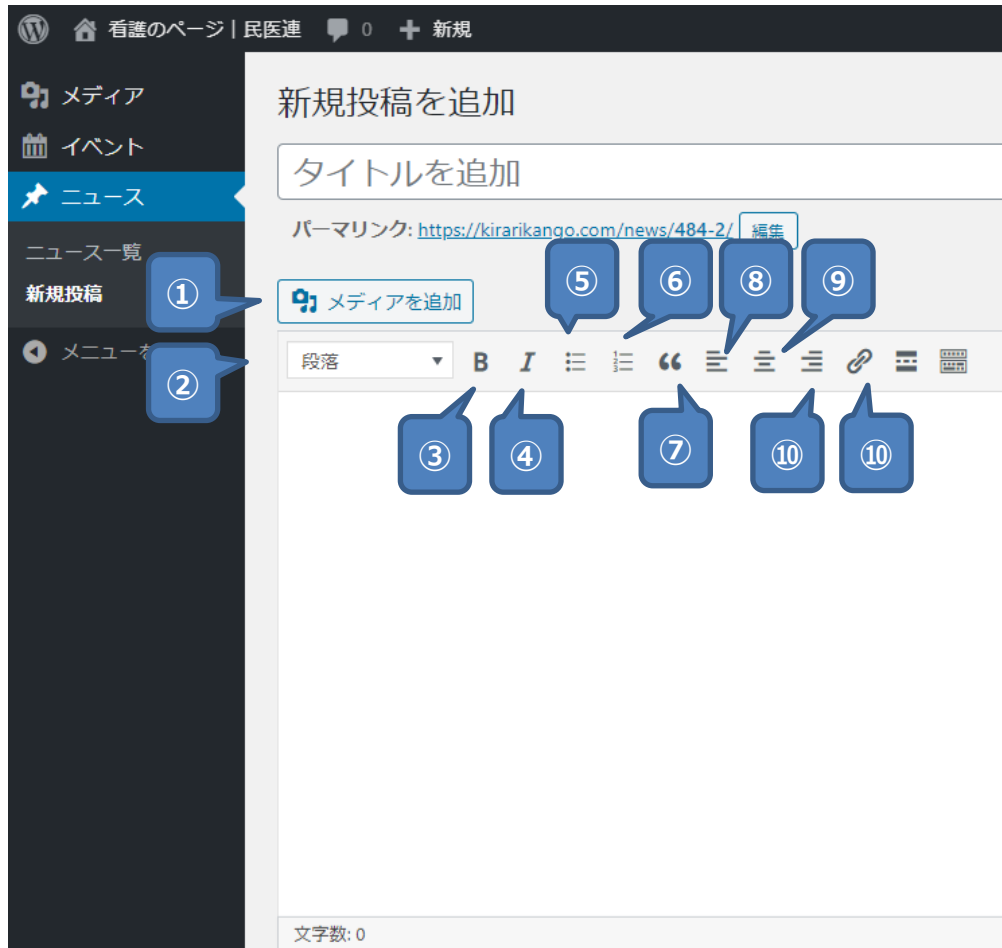 看護のページ | 民医連 0 新規
メディア
イベント
ニュース
ニュース一覧
新規投稿
メニューを
新規投稿を追加
タイトルを追加
パーマリンク: https://kirarikango.com/news/484-2/ 編集
① メディアを追加
⑤ ⑥ ⑧ ⑨
② 段落 B I
③ ④ ⑦ ⑩ ⑩
文字数: 0